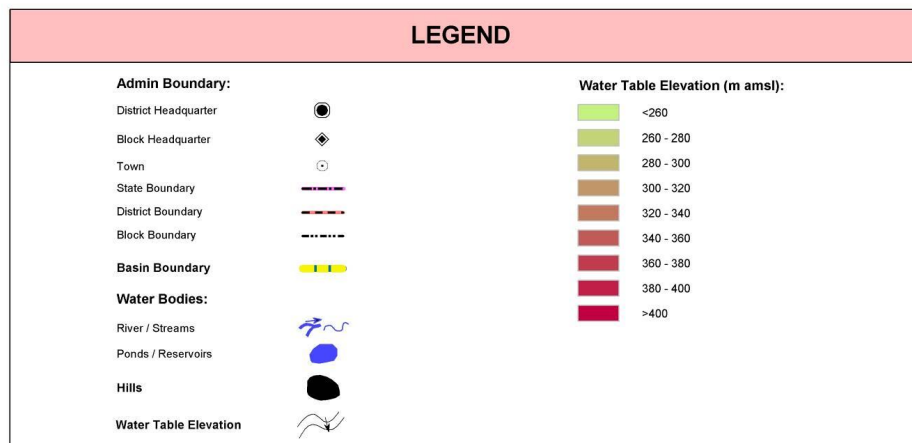 LEGEND
Admin Boundary:
District Headquarter
Block Headquarter
Town
State Boundary
District Boundary
Block Boundary
Basin Boundary
Water Bodies:
River / Streams
Ponds / Reservoirs
Hills
Water Table Elevation
Water Table Elevation (m amsl):
<260
260 - 280
280 - 300
300 - 320
320 - 340
340 - 360
360 - 380
380 - 400
>400